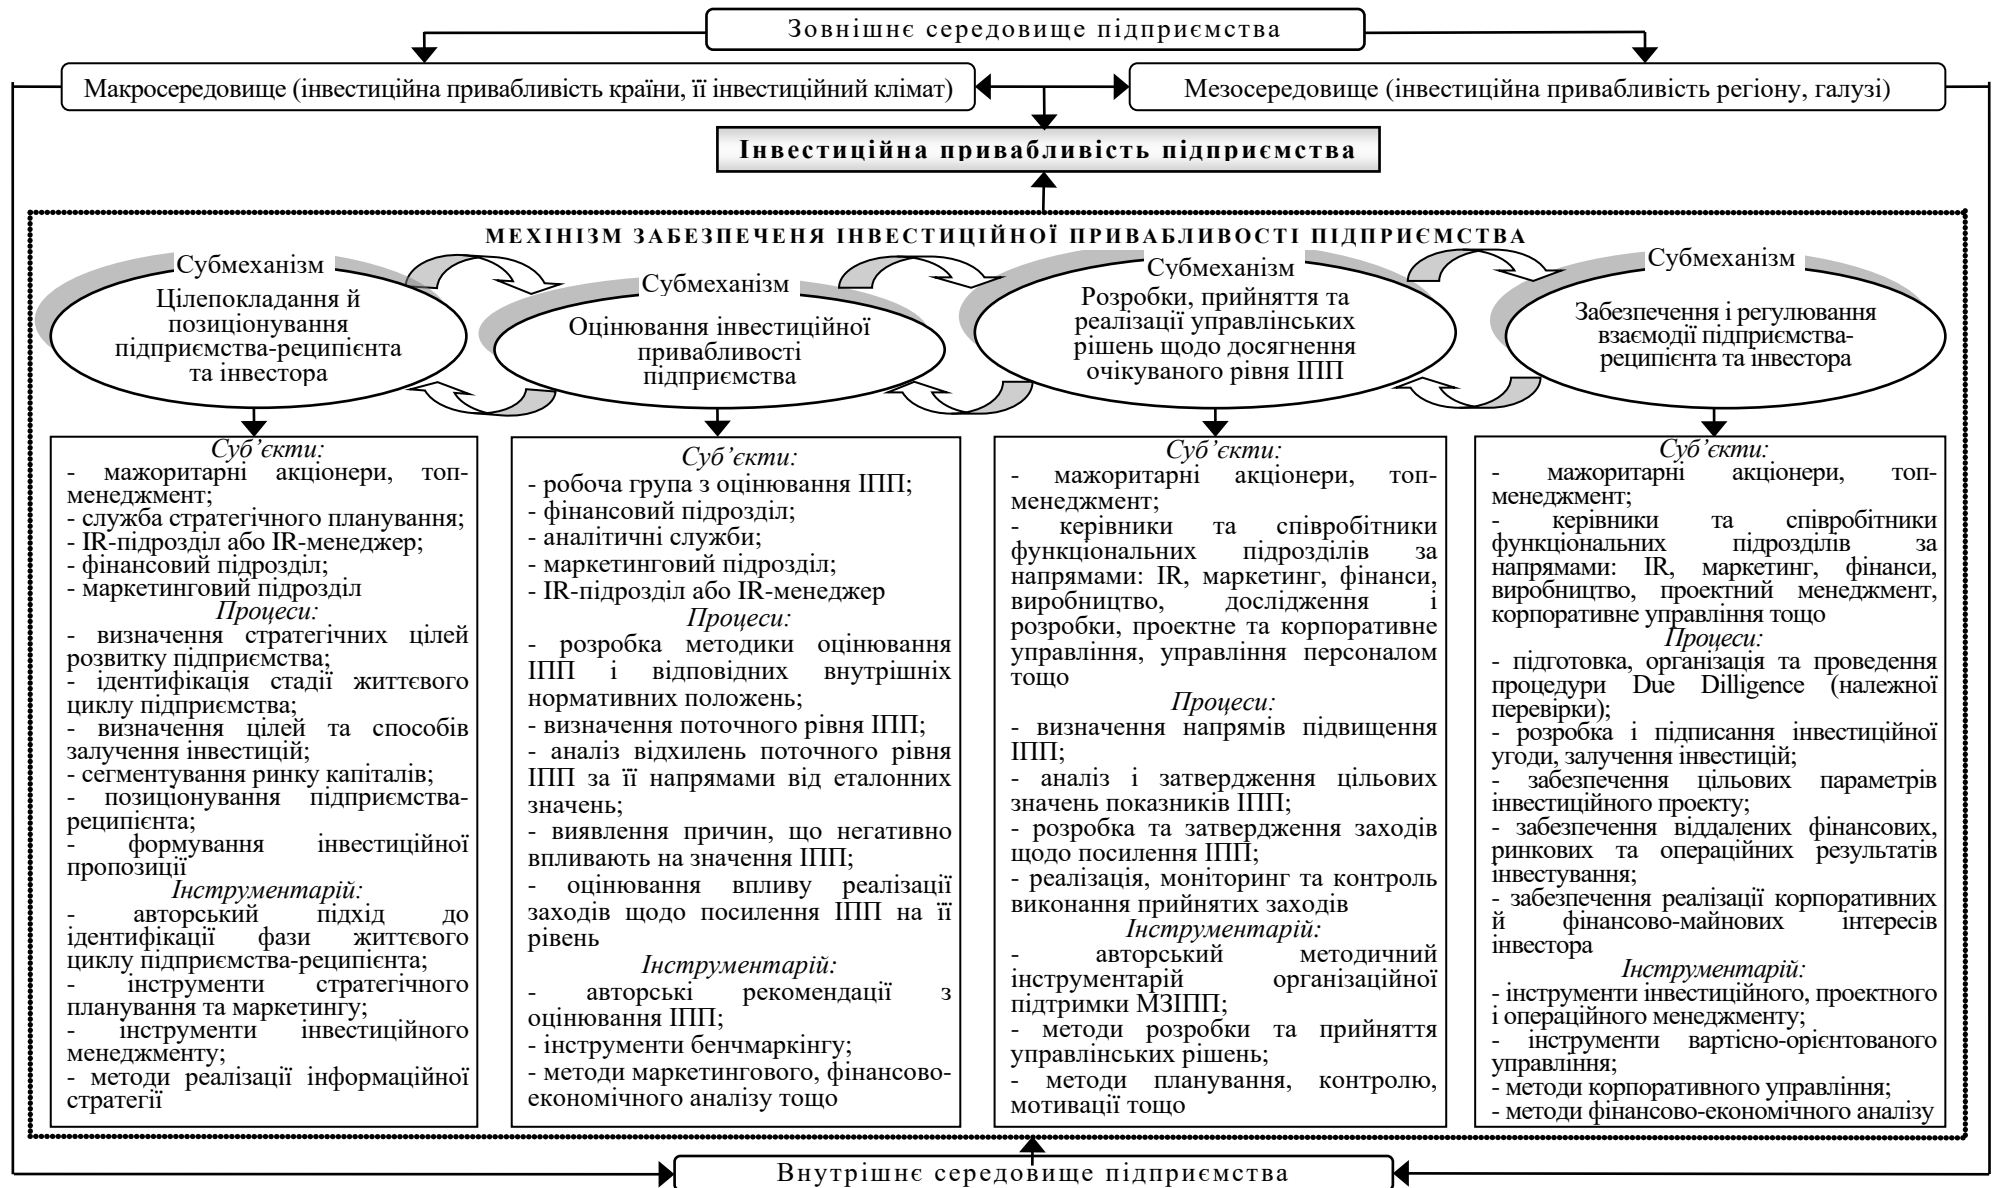 Зовнішнє середовище підприємства
Макросередовище (інвестиційна привабливість країни, її інвестиційний клімат)
Мезосередовище (інвестиційна привабливість регіону, галузі)
Інвестиційна привабливість підприємства
МЕХІНІЗМ ЗАБЕЗПЕЧЕНЯ ІНВЕСТИЦІЙНОЇ ПРИВАБЛИВОСТІ ПІДПРИЄМСТВА
Субмеханізм
Цілепокладання й
позиціонування
підприємства-реципієнта
та інвестора
Субмеханізм
Оцінювання інвестиційної
привабливості
підприємства
Субмеханізм
Розробки, прийняття та
реалізації управлінських
рішень щодо досягнення
очікуваного рівня ІПП
Субмеханізм
Забезпечення і регулювання
взаємодії підприємства-
реципієнта та інвестора
Суб’єкти:
- мажоритарні акціонери, топ-
менеджмент;
- служба стратегічного планування;
- IR-підрозділ або IR-менеджер;
- фінансовий підрозділ;
- маркетинговий підрозділ
Процеси:
- визначення стратегічних цілей
розвитку підприємства;
- ідентифікація стадії життєвого
циклу підприємства;
- визначення цілей та способів
залучення інвестицій;
- сегментування ринку капіталів;
- позиціонування підприємства-
реципієнта;
- формування інвестиційної
пропозиції
Інструментарій:
- авторський підхід до
ідентифікації фази життєвого
циклу підприємства-реципієнта;
- інструменти стратегічного
планування та маркетингу;
- інструменти інвестиційного
менеджменту;
- методи реалізації інформаційної
стратегії
Суб’єкти:
- робоча група з оцінювання ІПП;
- фінансовий підрозділ;
- аналітичні служби;
- маркетинговий підрозділ;
- IR-підрозділ або IR-менеджер
Процеси:
- розробка методики оцінювання
ІПП і відповідних внутрішніх
нормативних положень;
- визначення поточного рівня ІПП;
- аналіз відхилень поточного рівня
ІПП за її напрямами від еталонних
значень;
- виявлення причин, що негативно
впливають на значення ІПП;
- оцінювання впливу реалізації
заходів щодо посилення ІПП на її
рівень
Інструментарій:
- авторські рекомендації з
оцінювання ІПП;
- інструменти бенчмаркінгу;
- методи маркетингового, фінансово-
економічного аналізу тощо
Суб’єкти:
- мажоритарні акціонери, топ-
менеджмент;
- керівники та співробітники
функціональних підрозділів за
напрямами: IR, маркетинг, фінанси,
виробництво, дослідження і
розробки, проектне та корпоративне
управління, управління персоналом
тощо
Процеси:
- визначення напрямів підвищення
ІПП;
- аналіз і затвердження цільових
значень показників ІПП;
- розробка та затвердження заходів
щодо посилення ІПП;
- реалізація, моніторинг та контроль
виконання прийнятих заходів
Інструментарій:
- авторський методичний
інструментарій організаційної
підтримки МЗІПП;
- методи розробки та прийняття
управлінських рішень;
- методи планування, контролю,
мотивації тощо
Суб’єкти:
- мажоритарні акціонери, топ-
менеджмент;
- керівники та співробітники
функціональних підрозділів за
напрямами: IR, маркетинг, фінанси,
виробництво, проектний менеджмент,
корпоративне управління тощо
Процеси:
- підготовка, організація та проведення
процедури Due Dilligence (належної
перевірки);
- розробка і підписання інвестиційної
угоди, залучення інвестицій;
- забезпечення цільових параметрів
інвестиційного проекту;
- забезпечення віддалених фінансових,
ринкових та операційних результатів
інвестування;
- забезпечення реалізації корпоративних
й фінансово-майнових інтересів
інвестора
Інструментарій:
- інструменти інвестиційного, проектного
і операційного менеджменту;
- інструменти вартісно-орієнтованого
управління;
- методи корпоративного управління;
- методи фінансово-економічного аналізу
Внутрішнє середовище підприємства